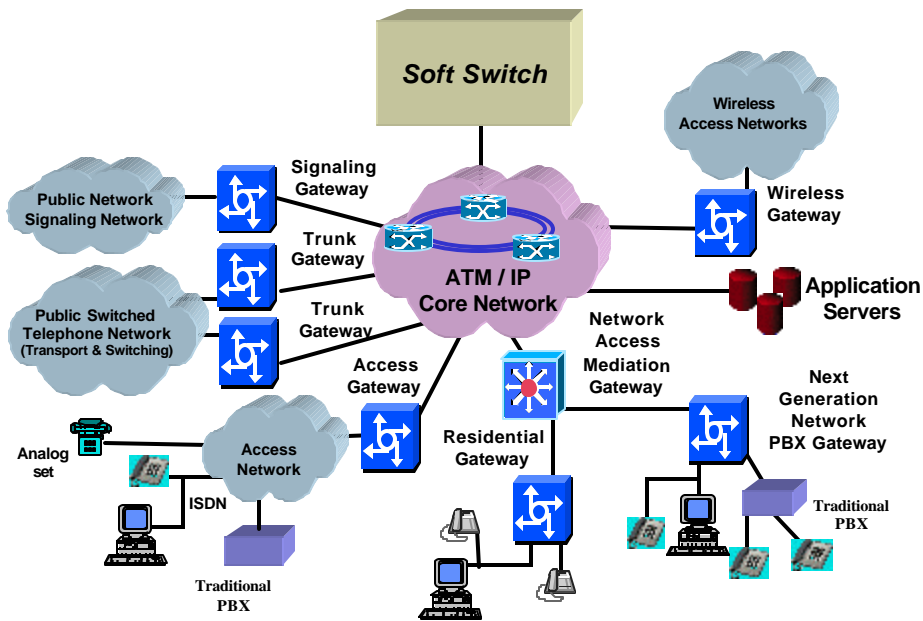 Soft Switch
Wireless
Access Networks
Public Network
Signaling Network
Signaling
Gateway
Wireless
Gateway
Trunk
Gateway
ATM / IP
Core Network
Application
Servers
Public Switched
Telephone Network
(Transport & Switching)
Trunk
Gateway
Network
Access
Mediation
Gateway
Access
Gateway
Next
Generation
Network
PBX Gateway
Residential
Gateway
Analog
set
Access
Network
ISDN
Traditional
PBX
Traditional
PBX